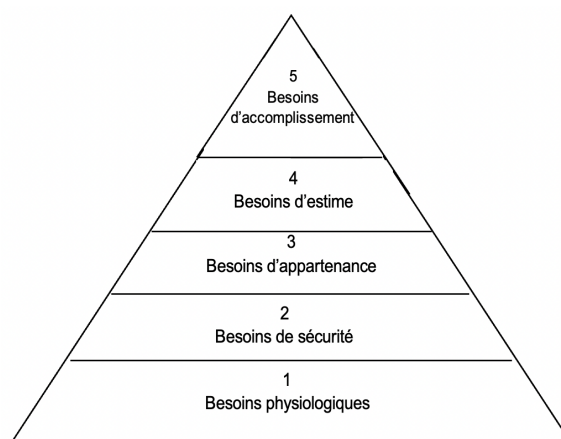 5
Besoins
d'accomplissement
4
Besoins d'estime
3
Besoins d'appartenance
2
Besoins de sécurité
1
Besoins physiologiques